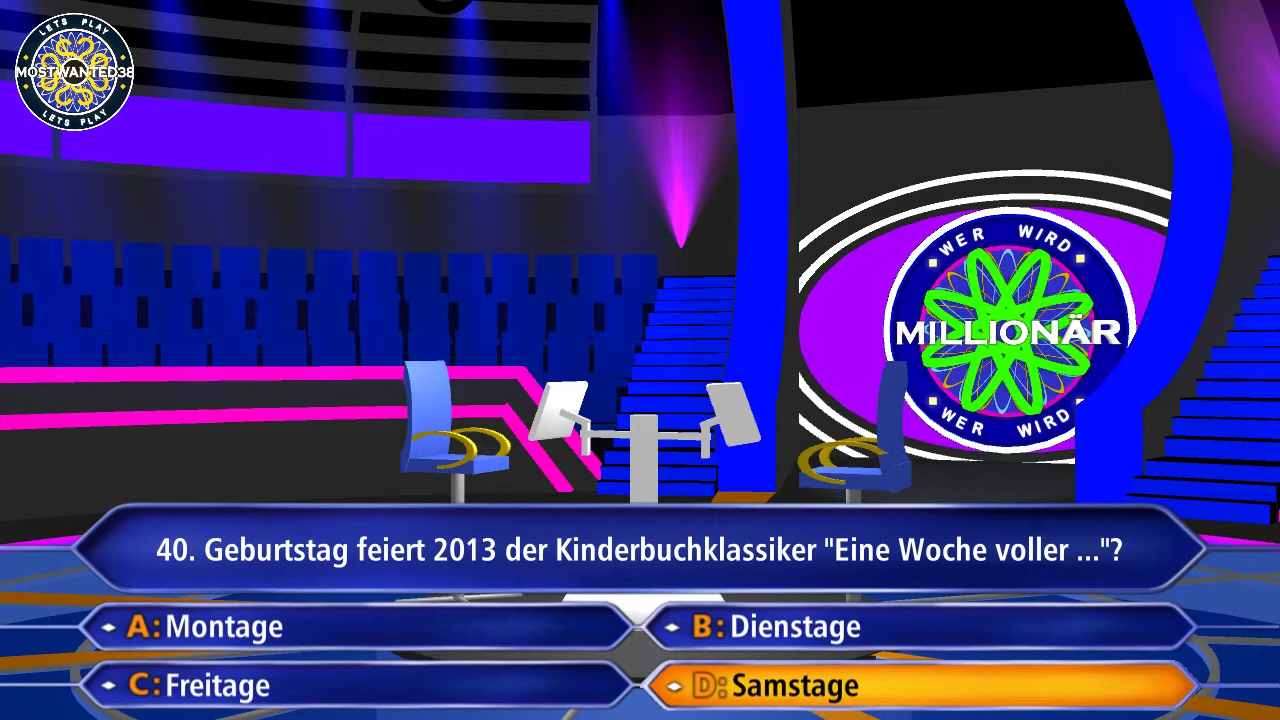 LETS PLAY
MOSTWANTED38
LETS PLAY
WER WIRD
MILLIONÄR
WER WIRD
40. Geburtstag feiert 2013 der Kinderbuchklassiker "Eine Woche voller ..."?
A: Montage
B: Dienstage
C: Freitage
D: Samstage